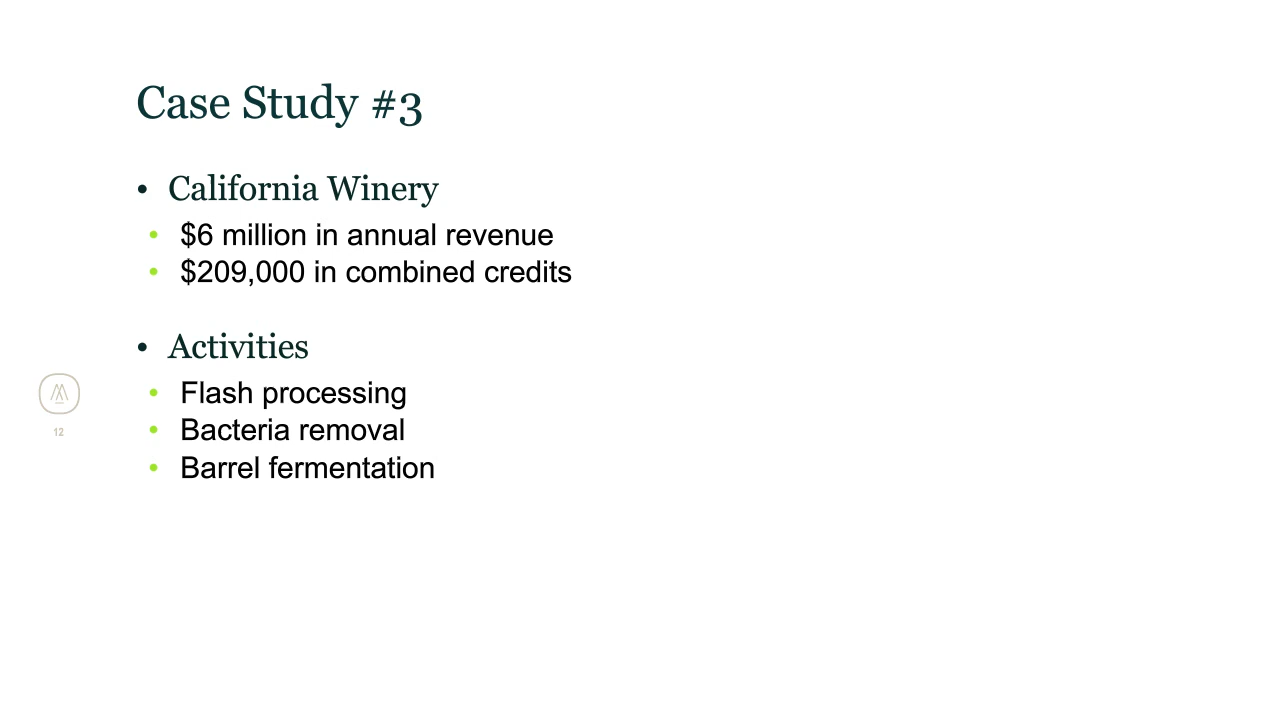 Case Study #3
• California Winery
• $6 million in annual revenue
• $209,000 in combined credits
• Activities
• Flash processing
• Bacteria removal
• Barrel fermentation
12